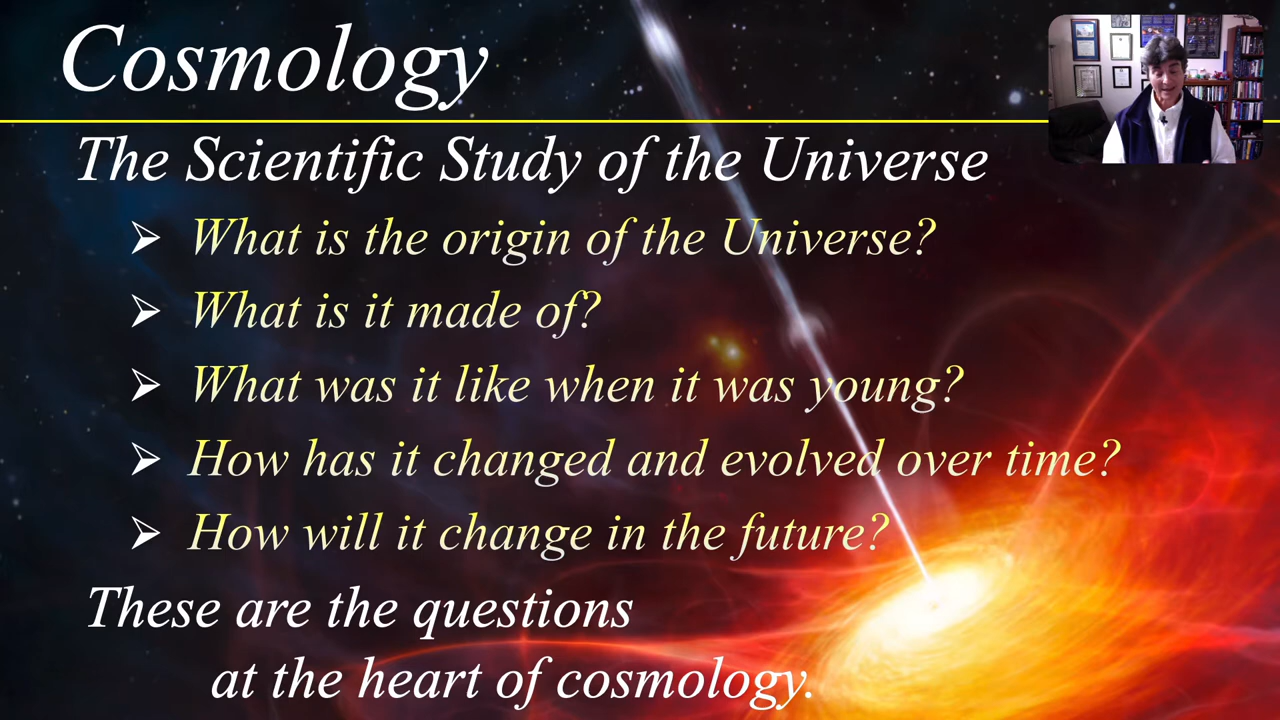 Cosmology
The Scientific Study of the Universe
➢ What is the origin of the Universe?
➢ What is it made of?
➢ What was it like when it was young?
➢ How has it changed and evolved over time?
➢ How will it change in the future?
These are the questions
at the heart of cosmology.